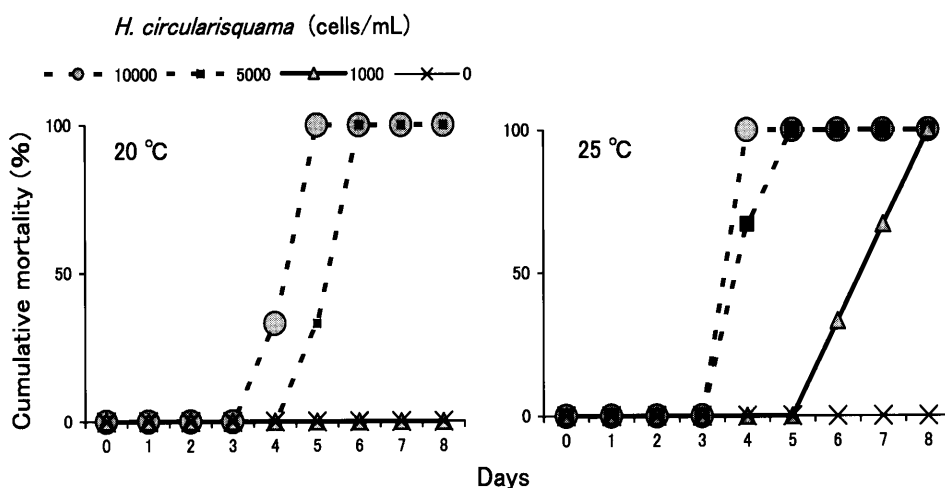 H. circularisquama (cells/mL)
10000 5000 1000 0
Cumulative mortality (%)
100
50
0
20 °C
0 1 2 3 4 5 6 7 8
100
50
0
25 °C
0 1 2 3 4 5 6 7 8
Days